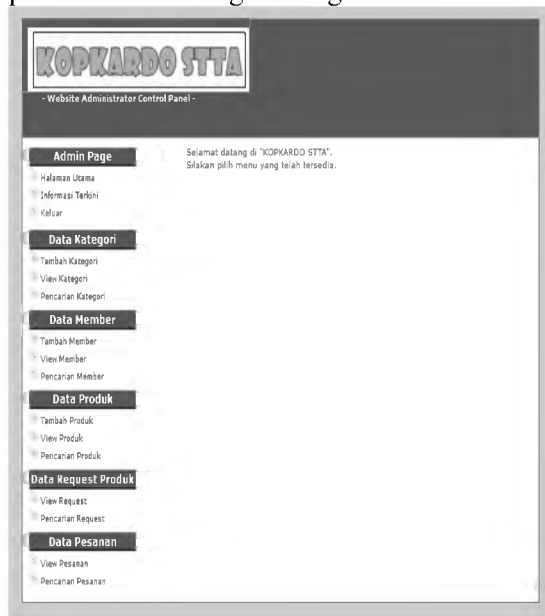 KOPKARDO STTA
- Website Administrator Control Panel -
Admin Page
Halaman Utama
Informasi Terkini
Keluar
Data Kategori
Tambah Kategori
View Kategori
Pencarian Kategori
Data Member
Tambah Member
View Member
Pencarian Member
Data Produk
Tambah Produk
View Produk
Pencarian Produk
Data Request Produk
View Request
Pencarian Request
Data Pesanan
View Pesanan
Pencarian Pesanan
Selamat datang di "KOPKARDO STTA".
Silakan pilih menu yang telah tersedia.